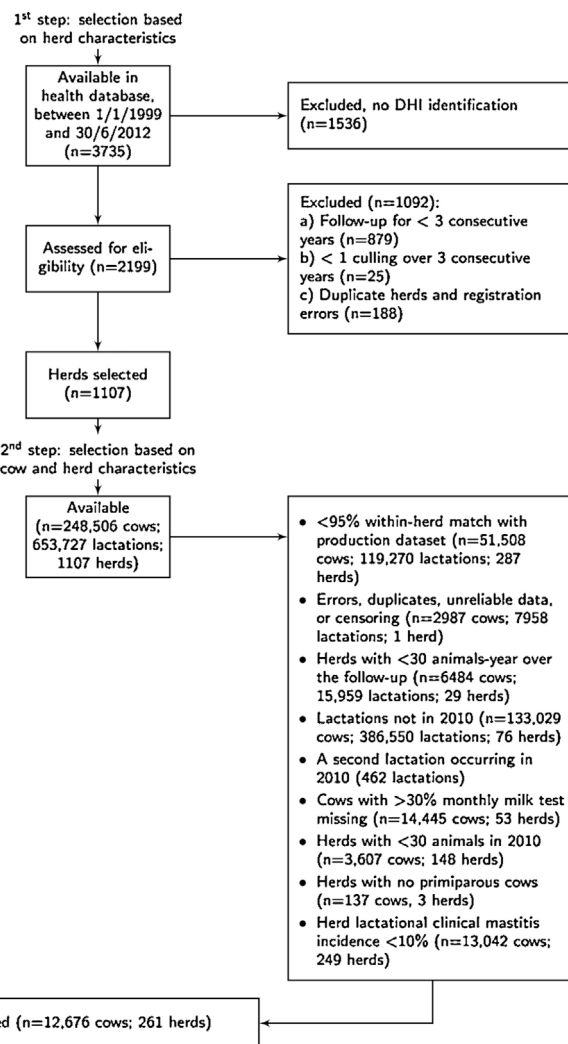 1st step: selection based
on herd characteristics
Available in
health database,
between 1/1/1999
and 30/6/2012
(n=3735)
Excluded, no DHI identification
(n=1536)
Assessed for eli-
gibility (n=2199)
Excluded (n=1092):
a) Follow-up for < 3 consecutive
years (n=879)
b) < 1 culling over 3 consecutive
years (n=25)
c) Duplicate herds and registration
errors (n=188)
Herds selected
(n=1107)
2nd step: selection based on
cow and herd characteristics
Available
(n=248,506 cows;
653,727 lactations;
1107 herds)
• <95% within-herd match with
production dataset (n=51,508
cows; 119,270 lactations; 287
herds)
• Errors, duplicates, unreliable data,
or censoring (n=2987 cows; 7958
lactations; 1 herd)
• Herds with <30 animals-year over
the follow-up (n=6484 cows;
15,959 lactations; 29 herds)
• Lactations not in 2010 (n=133,029
cows; 386,550 lactations; 76 herds)
• A second lactation occurring in
2010 (462 lactations)
• Cows with >30% monthly milk test
missing (n=14,445 cows; 53 herds)
• Herds with <30 animals in 2010
(n=3,607 cows; 148 herds)
• Herds with no primiparous cows
(n=137 cows, 3 herds)
• Herd lactational clinical mastitis
incidence <10% (n=13,042 cows;
249 herds)
(n=12,676 cows; 261 herds)